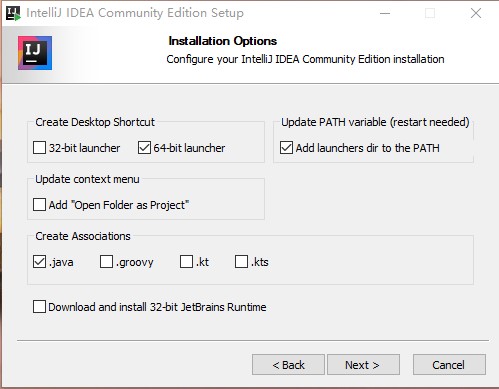 IntelliJ IDEA Community Edition Setup
IJ
Installation Options
Configure your IntelliJ IDEA Community Edition installation
Create Desktop Shortcut
32-bit launcher 64-bit launcher
Update PATH variable (restart needed)
Add launchers dir to the PATH
Update context menu
Add "Open Folder as Project"
Create Associations
.java .groovy .kt .kts
Download and install 32-bit JetBrains Runtime
< Back Next > Cancel